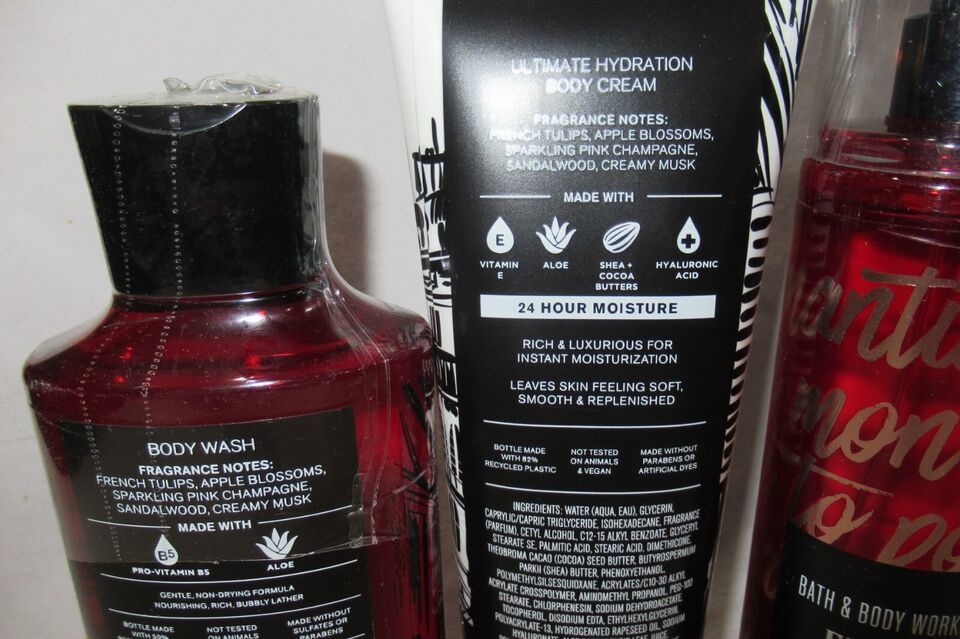 BODY WASH
FRAGRANCE NOTES:
FRENCH TULIPS, APPLE BLOSSOMS,
SPARKLING PINK CHAMPAGNE,
SANDALWOOD, CREAMY MUSK
MADE WITH
B5
PRO-VITAMIN B5
ALOE
GENTLE, NON-DRYING FORMULA
NOURISHING, RICH, BUBBLY LATHER
BOTTLE MADE
WITH 50%
NOT TESTED
ON ANIMALS
MADE WITHOUT
SULFATES OR
PARABENS
ULTIMATE HYDRATION
BODY CREAM
FRAGRANCE NOTES:
FRENCH TULIPS, APPLE BLOSSOMS,
SPARKLING PINK CHAMPAGNE,
SANDALWOOD, CREAMY MUSK
MADE WITH
E
VITAMIN
E
ALOE
SHEA +
COCOA
BUTTERS
HYALURONIC
ACID
24 HOUR MOISTURE
RICH & LUXURIOUS FOR
INSTANT MOISTURIZATION
LEAVES SKIN FEELING SOFT,
SMOOTH & REPLENISHED
BOTTLE MADE
WITH 82%
RECYCLED PLASTIC
NOT TESTED
ON ANIMALS
& VEGAN
MADE WITHOUT
PARABENS OR
ARTIFICIAL DYES
INGREDIENTS: WATER (AQUA, EAU), GLYCERIN,
CAPRYLIC/CAPRIC TRIGLYCERIDE, ISOHEXADECANE, FRAGRANCE
(PARFUM), CETYL ALCOHOL, C12-15 ALKYL BENZOATE, GLYCERYL
STEARATE SE, PALMITIC ACID, STEARIC ACID, DIMETHICONE,
THEOBROMA CACAO (COCOA) SEED BUTTER, BUTYROSPERMUM
PARKII (SHEA) BUTTER, PHENOXYETHANOL,
POLYMETHYLSILSESQUIOXANE, ACRYLATES/C10-30 ALKYL
ACRYLATE CROSSPOLYMER, AMINOMETHYL PROPANOL, PEG-100
STEARATE, CHLORPHENESIN, SODIUM DEHYDROACETATE,
TOCOPHEROL, DISODIUM EDTA, ETHYLHEXYLGLYCERIN,
POLYACRYLATE-13, HYDROGENATED RAPESEED OIL, SODIUM
BATH & BODY WORK